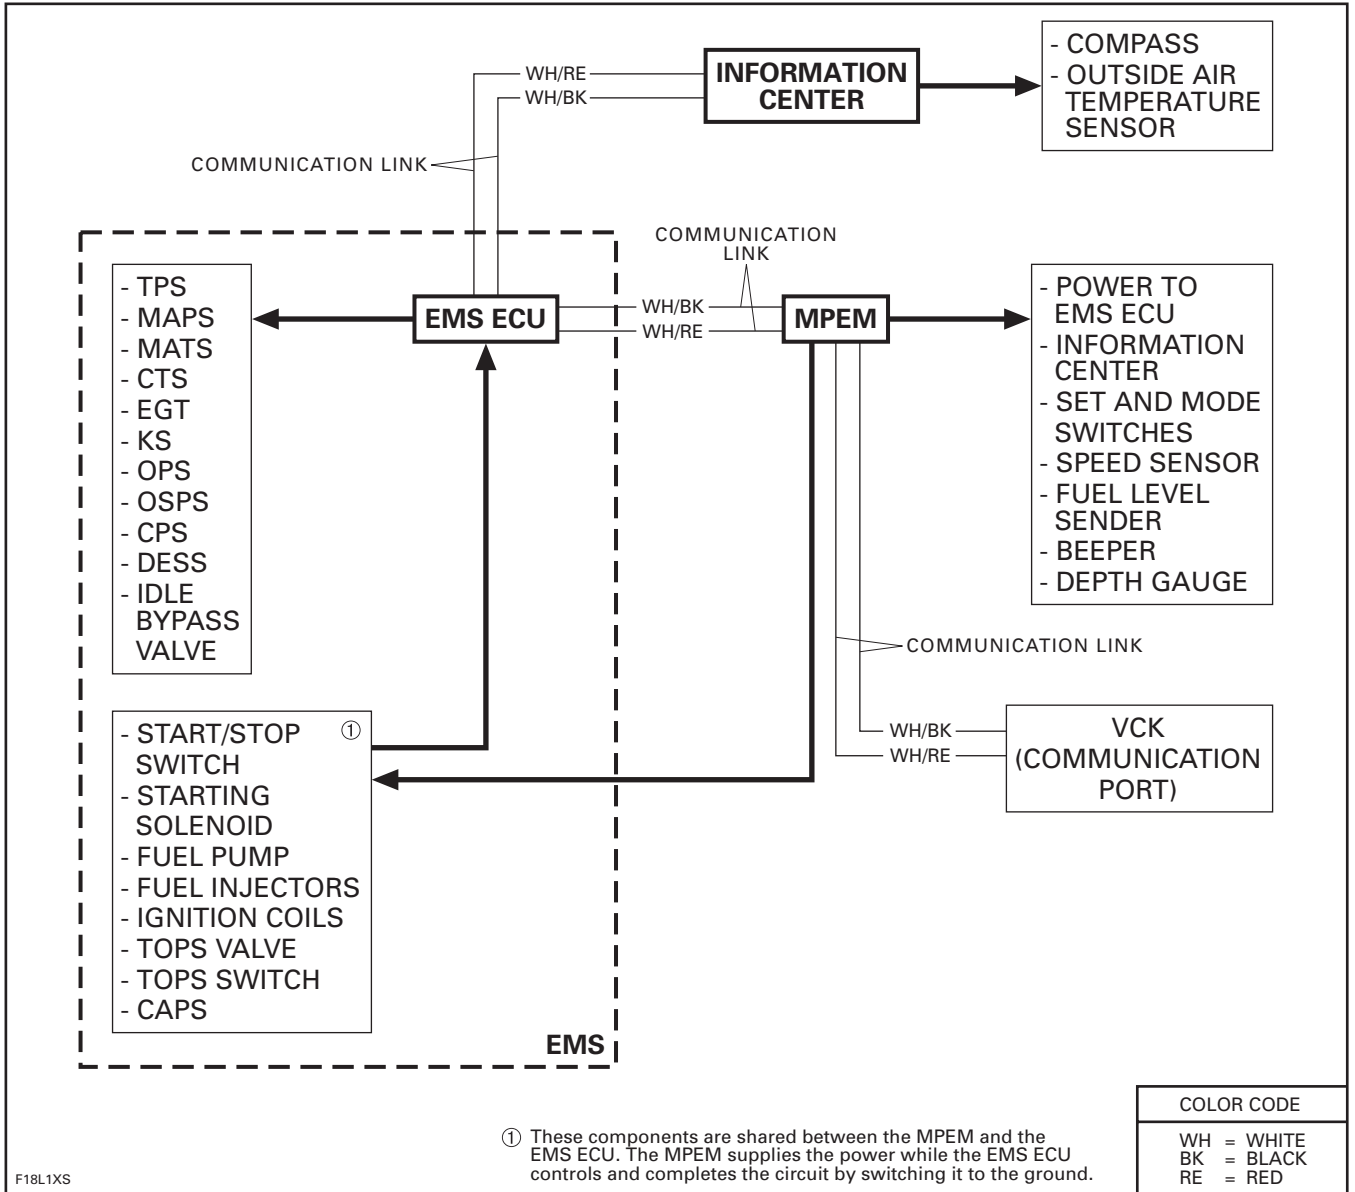 WH/RE
WH/BK
INFORMATION
CENTER
- COMPASS
- OUTSIDE AIR
TEMPERATURE
SENSOR
COMMUNICATION LINK
COMMUNICATION
LINK
- TPS
- MAPS
- MATS
- CTS
- EGT
- KS
- OPS
- OSPS
- CPS
- DESS
- IDLE
BYPASS
VALVE
EMS ECU
WH/BK
WH/RE
MPEM
- POWER TO
EMS ECU
- INFORMATION
CENTER
- SET AND MODE
SWITCHES
- SPEED SENSOR
- FUEL LEVEL
SENDER
- BEEPER
- DEPTH GAUGE
COMMUNICATION LINK
- START/STOP ①
SWITCH
- STARTING
SOLENOID
- FUEL PUMP
- FUEL INJECTORS
- IGNITION COILS
- TOPS VALVE
- TOPS SWITCH
- CAPS
WH/BK
WH/RE
VCK
(COMMUNICATION
PORT)
EMS
① These components are shared between the MPEM and the
EMS ECU. The MPEM supplies the power while the EMS ECU
controls and completes the circuit by switching it to the ground.
COLOR CODE
WH = WHITE
BK = BLACK
RE = RED
F18L1XS